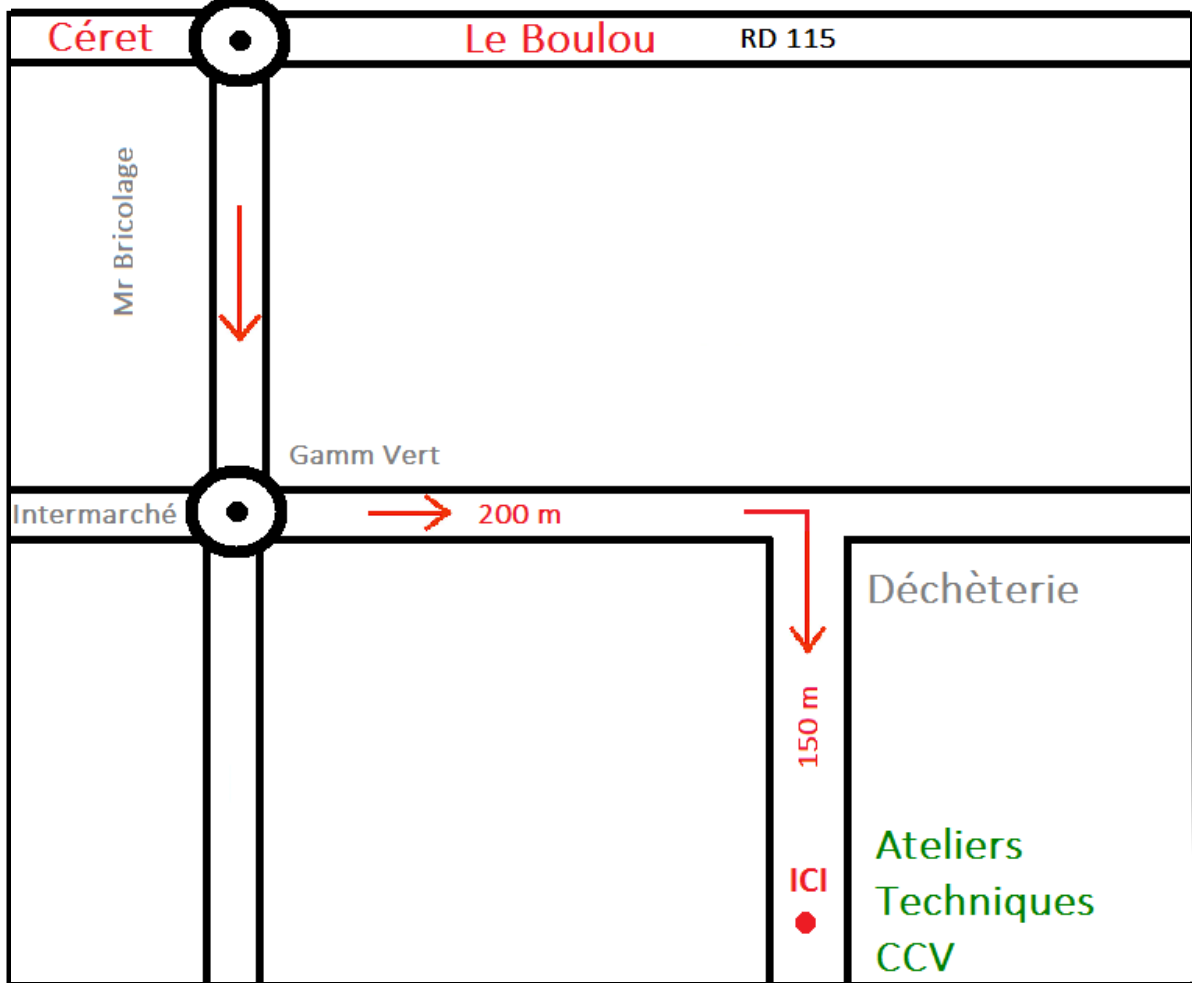 Céret
Le Boulou
RD 115
Mr Bricolage
Gamm Vert
Intermarché
200 m
Déchèterie
150 m
ICI
Ateliers
Techniques
CCV